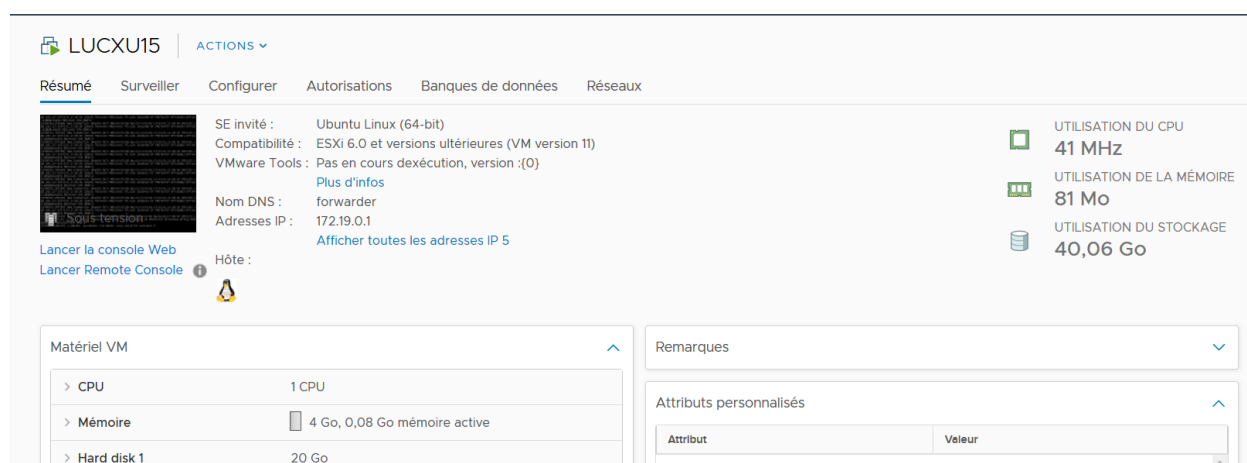 LUCXU15 ACTIONS
Résumé Surveiller Configurer Autorisations Banques de données Réseaux
SE invité : Ubuntu Linux (64-bit)
Compatibilité : ESXi 6.0 et versions ultérieures (VM version 11)
VMware Tools : Pas en cours dexécution, version :{0}
Plus d'infos
Nom DNS : forwarder
Adresses IP : 172.19.0.1
Afficher toutes les adresses IP 5
Hôte :
Sous tension
Lancer la console Web
Lancer Remote Console
UTILISATION DU CPU
41 MHz
UTILISATION DE LA MÉMOIRE
81 Mo
UTILISATION DU STOCKAGE
40,06 Go
Matériel VM
CPU 1 CPU
Mémoire 4 Go, 0,08 Go mémoire active
Hard disk 1 20 Go
Remarques
Attributs personnalisés
Attribut Valeur